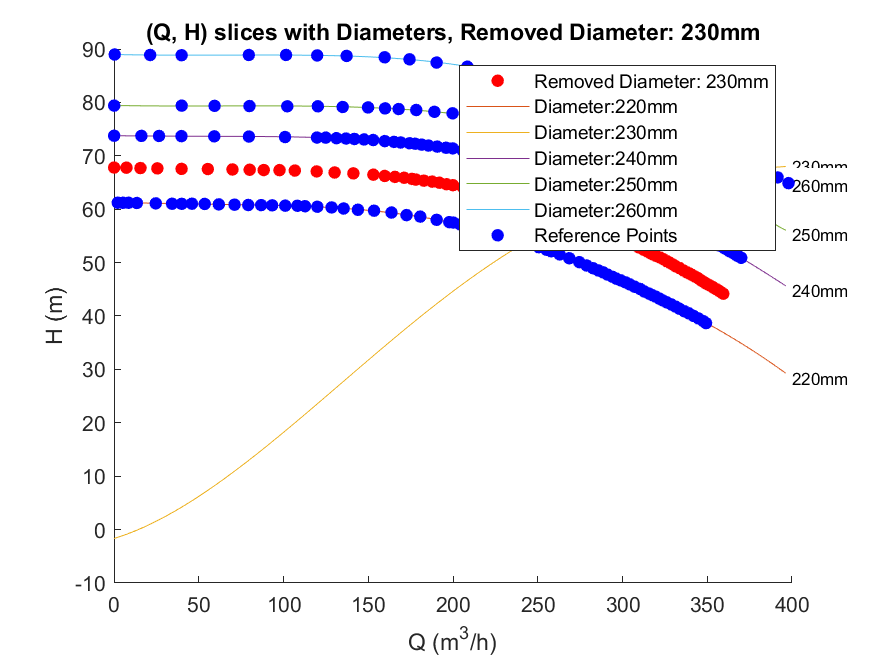 (Q, H) slices with Diameters, Removed Diameter: 230mm
90
80
70
60
50
40
30
20
10
0
-10
H (m)
0
50
100
150
200
250
300
350
400
Q (m3/h)
Removed Diameter: 230mm
Diameter:220mm
Diameter:230mm
Diameter:240mm
Diameter:250mm
Diameter:260mm
Reference Points
230mm
260mm
250mm
240mm
220mm